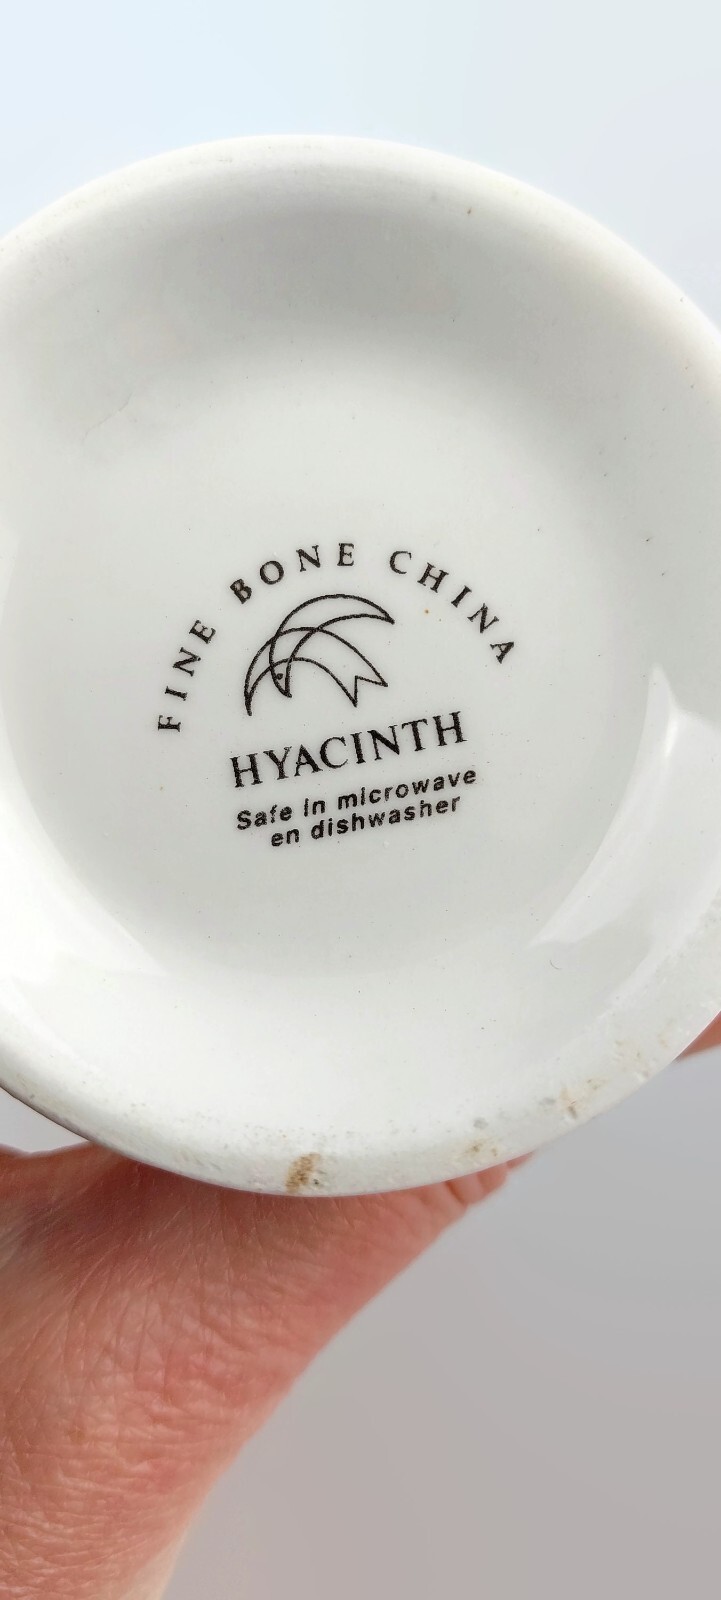 FINE BONE CHINA
HYACINTH
Safe in microwave
en dishwasher